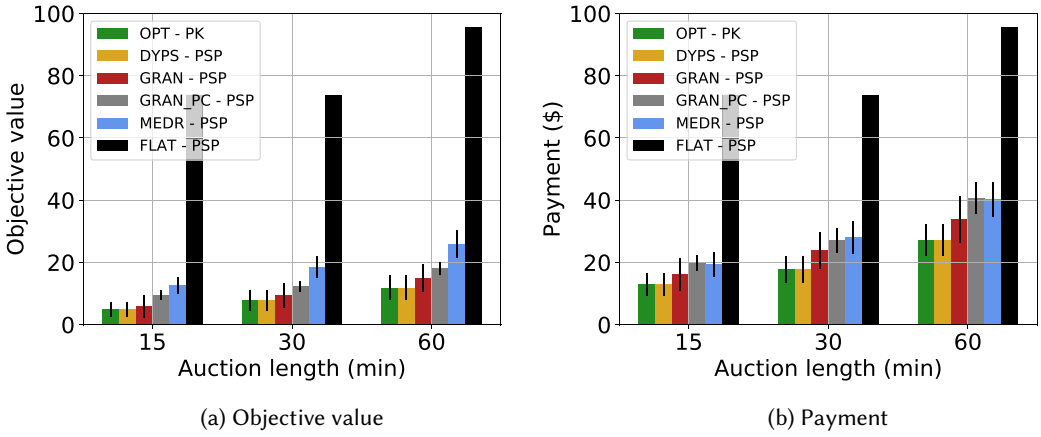 100
80
60
40
20
0
Objective value
OPT - PK
DYPS - PSP
GRAN - PSP
GRAN_PC - PSP
MEDR - PSP
FLAT - PSP
15 30 60
Auction length (min)
(a) Objective value
100
80
60
40
20
0
Payment ($)
OPT - PK
DYPS - PSP
GRAN - PSP
GRAN_PC - PSP
MEDR - PSP
FLAT - PSP
15 30 60
Auction length (min)
(b) Payment